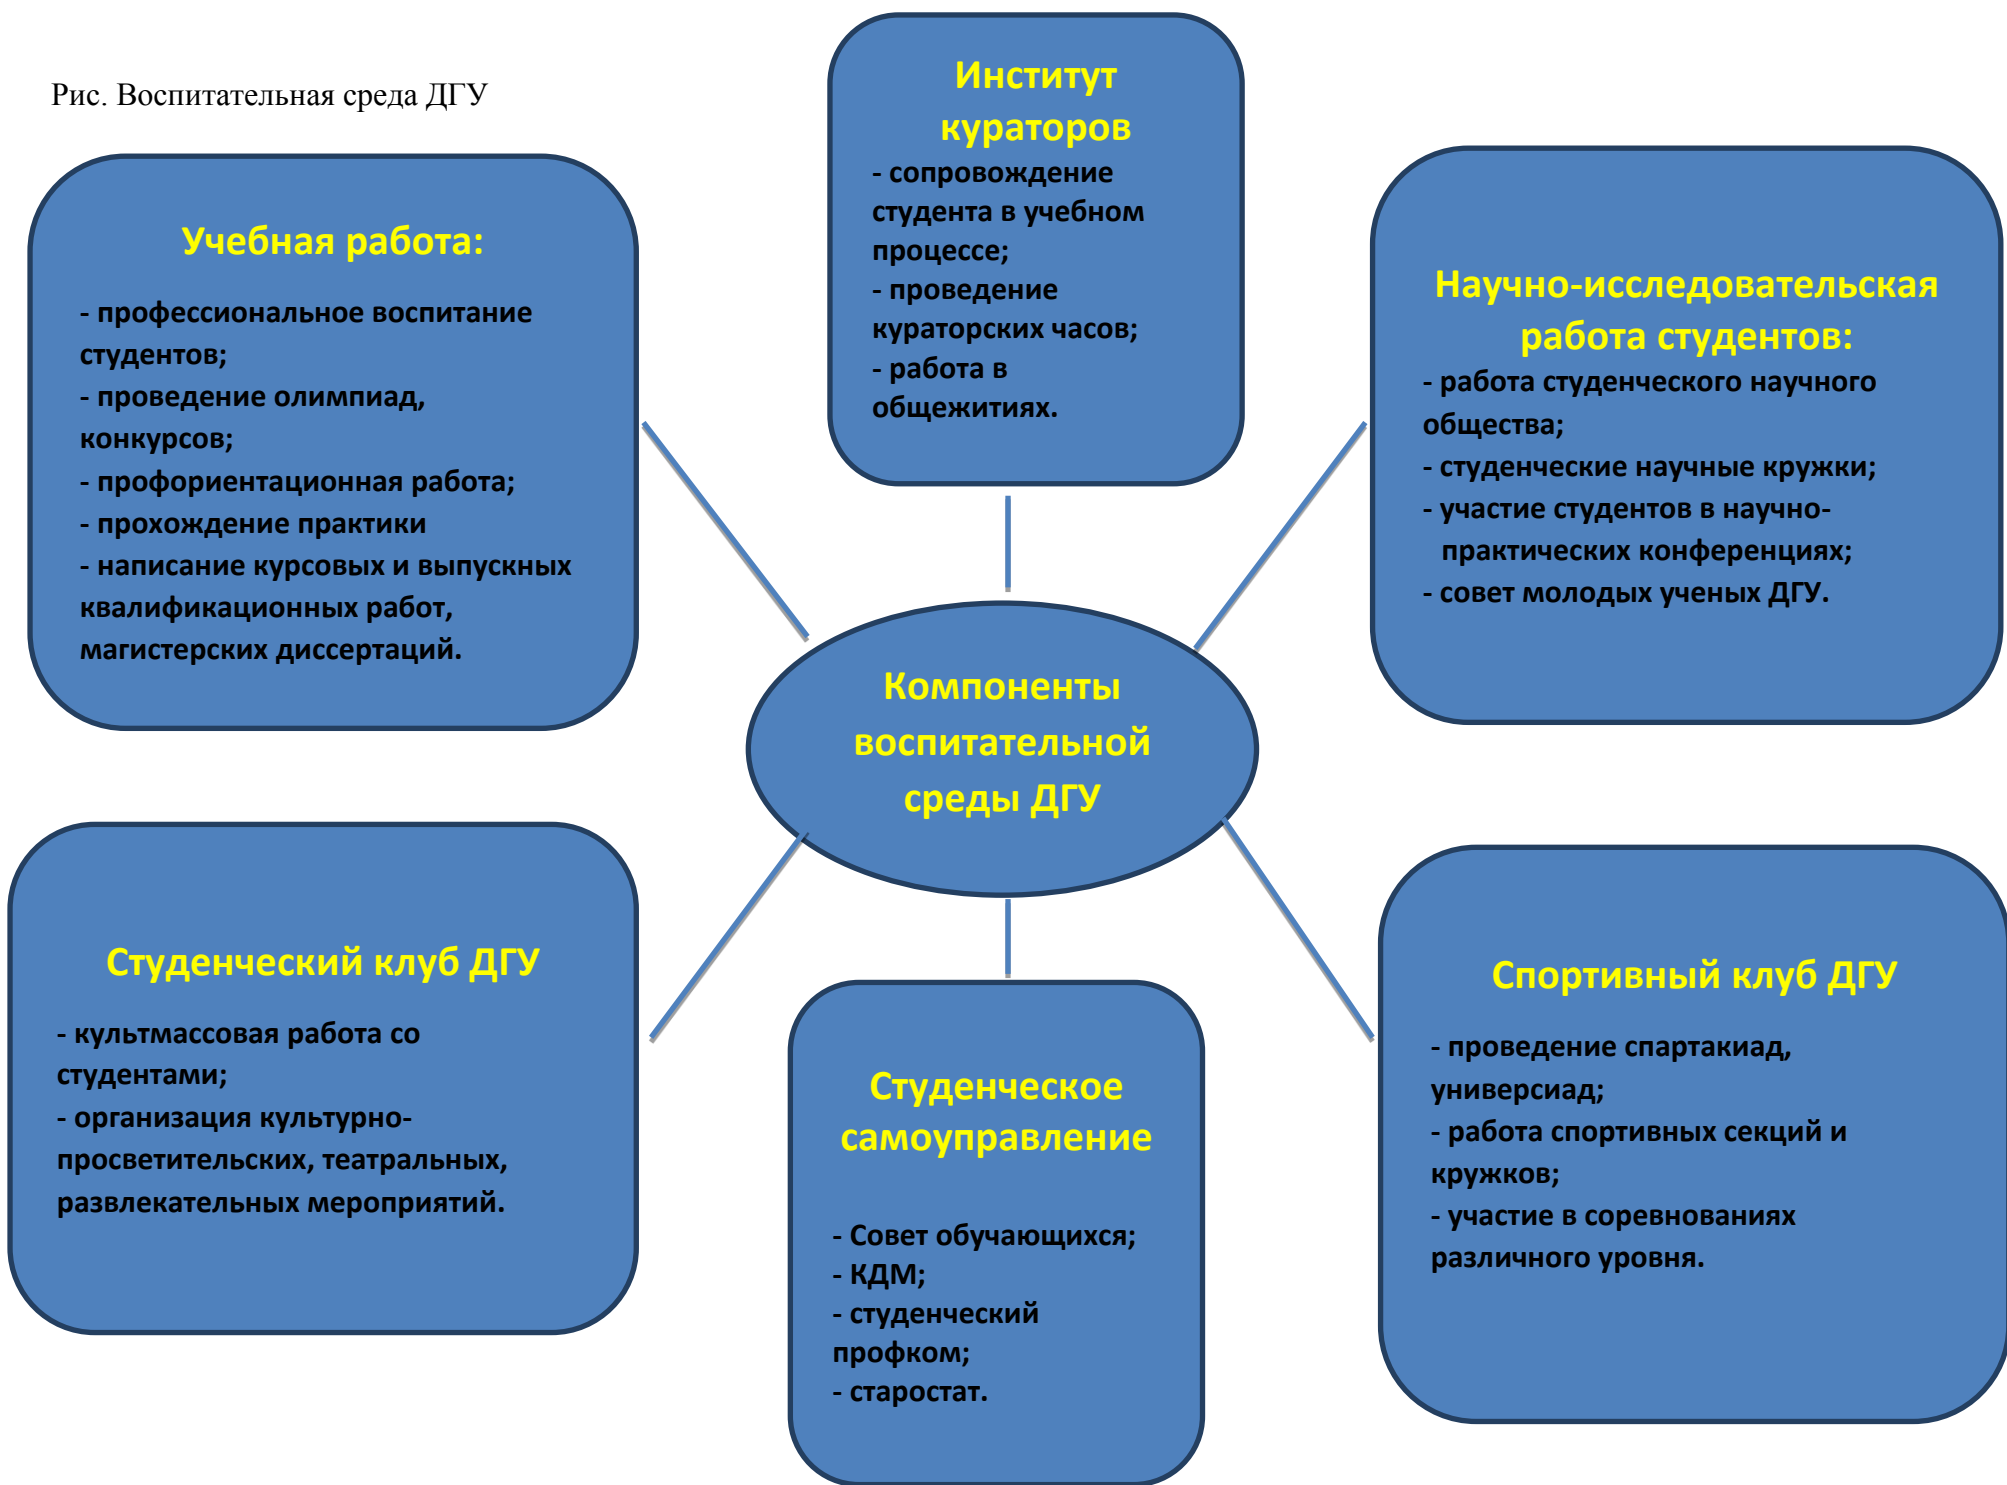 Рис. Воспитательная среда ДГУ
Институт
кураторов
- сопровождение
студента в учебном
процессе;
- проведение
кураторских часов;
- работа в
общежитиях.
Учебная работа:
- профессиональное воспитание
студентов;
- проведение олимпиад,
конкурсов;
- профориентационная работа;
- прохождение практики
- написание курсовых и выпускных
квалификационных работ,
магистерских диссертаций.
Научно-исследовательская
работа студентов:
- работа студенческого научного
общества;
- студенческие научные кружки;
- участие студентов в научно-
практических конференциях;
- совет молодых ученых ДГУ.
Компоненты
воспитательной
среды ДГУ
Студенческий клуб ДГУ
- культмассовая работа со
студентами;
- организация культурно-
просветительских, театральных,
развлекательных мероприятий.
Студенческое
самоуправление
- Совет обучающихся;
- КДМ;
- студенческий
профком;
- старостат.
Спортивный клуб ДГУ
- проведение спартакиад,
универсиад;
- работа спортивных секций и
кружков;
- участие в соревнованиях
различного уровня.